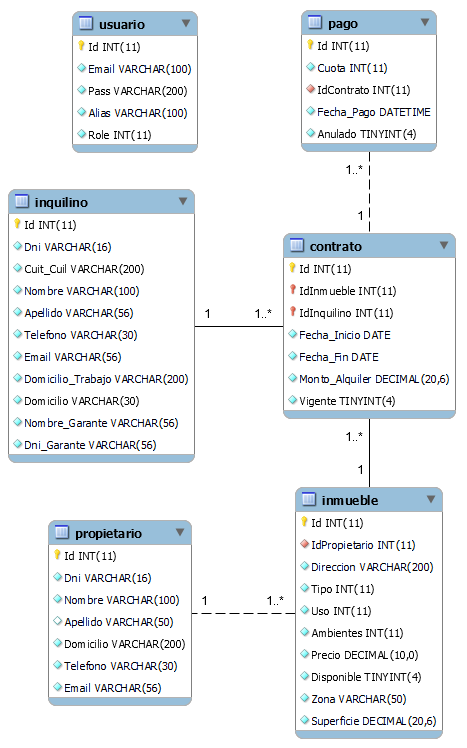 usuario
Id INT(11)
Email VARCHAR(100)
Pass VARCHAR(200)
Alias VARCHAR(100)
Role INT(11)
pago
Id INT(11)
Cuota INT(11)
IdContrato INT(11)
Fecha_Pago DATETIME
Anulado TINYINT(4)
1..*
1
inquilino
Id INT(11)
Dni VARCHAR(16)
Cuit_Cuil VARCHAR(200)
Nombre VARCHAR(100)
Apellido VARCHAR(56)
Telefono VARCHAR(30)
Email VARCHAR(56)
Domicilio_Trabajo VARCHAR(200)
Domicilio VARCHAR(30)
Nombre_Garante VARCHAR(56)
Dni_Garante VARCHAR(56)
1
1..*
contrato
Id INT(11)
IdInmueble INT(11)
IdInquilino INT(11)
Fecha_Inicio DATE
Fecha_Fin DATE
Monto_Alquiler DECIMAL(20,6)
Vigente TINYINT(4)
1..*
1
propietario
Id INT(11)
Dni VARCHAR(16)
Nombre VARCHAR(100)
Apellido VARCHAR(50)
Domicilio VARCHAR(200)
Telefono VARCHAR(30)
Email VARCHAR(56)
1
1..*
inmueble
Id INT(11)
IdPropietario INT(11)
Direccion VARCHAR(200)
Tipo INT(11)
Uso INT(11)
Ambientes INT(11)
Precio DECIMAL(10,0)
Disponible TINYINT(4)
Zona VARCHAR(50)
Superficie DECIMAL(20,6)